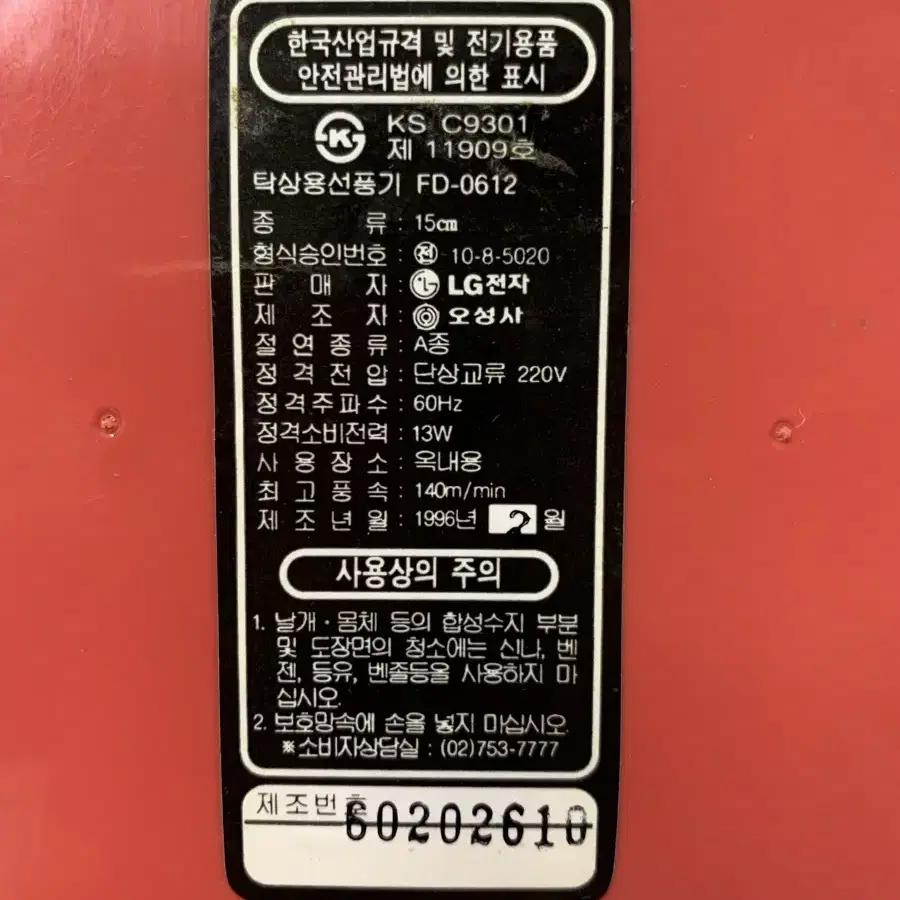 한국산업규격 및 전기용품
안전관리법에 의한 표시
KS C9301
제 11909호
탁상용선풍기 FD-0612
종 류 : 15㎝
형식승인번호 : 전 10-8-5020
판 매 자 : LG전자
제 조 자 : 오성사
절 연 종 류 : A종
정 격 전 압 : 단상교류 220V
정격주파수 : 60Hz
정격소비전력 : 13W
사 용 장 소 : 옥내용
최 고 풍 속 : 140m/min
제 조 년 월 : 1996년 2월
사용상의 주의
1. 날개·몸체 등의 합성수지 부분
및 도장면의 청소에는 신나, 벤
젠, 등유, 벤졸등을 사용하지 마
십시오.
2. 보호망속에 손을 넣지 마십시오.
※소비자상담실 : (02)753-7777
제조번호
60202610